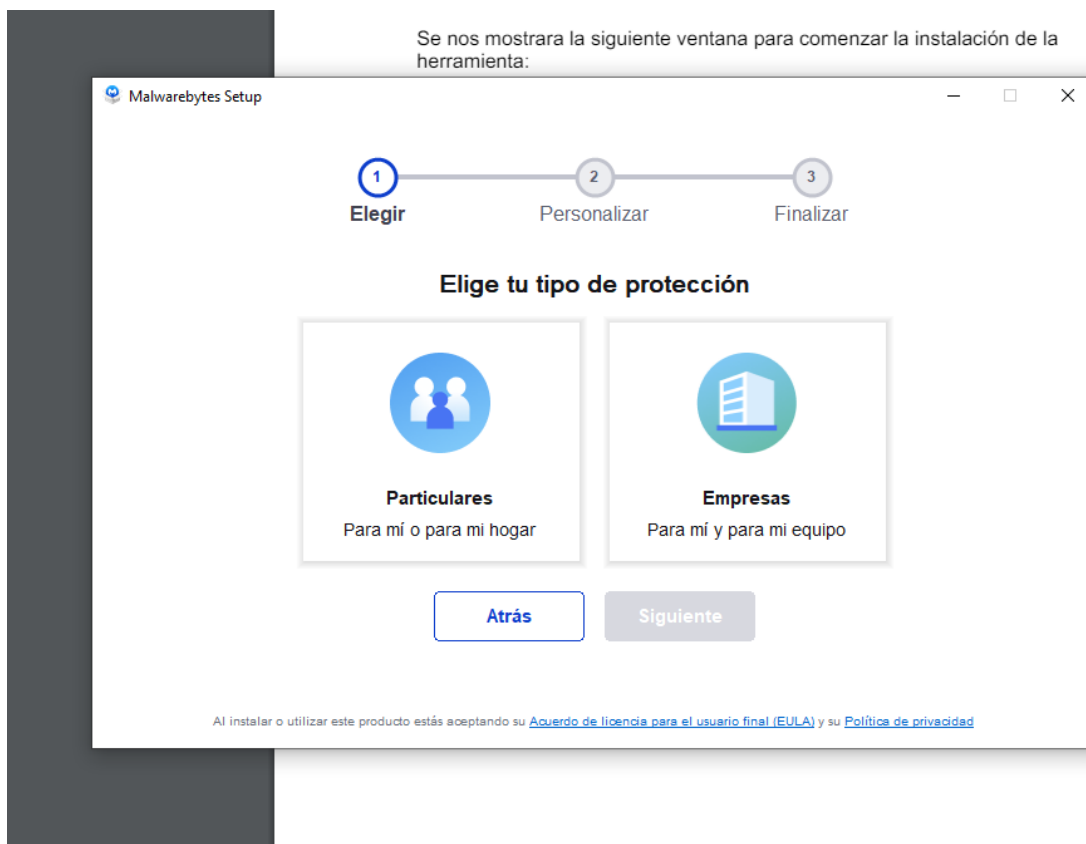 Se nos mostrara la siguiente ventana para comenzar la instalación de la
herramienta:
Malwarebytes Setup
1
2
3
Elegir
Personalizar
Finalizar
Elige tu tipo de protección
Particulares
Para mí o para mi hogar
Empresas
Para mí y para mi equipo
Atrás
Siguiente
Al instalar o utilizar este producto estás aceptando su Acuerdo de licencia para el usuario final (EULA) y su Política de privacidad